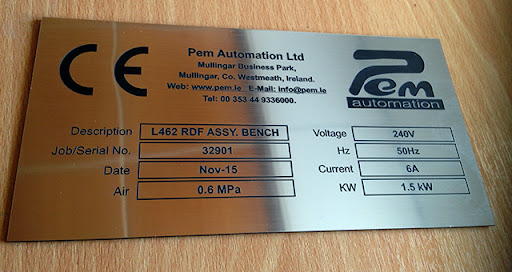 CE
Pem Automation Ltd
Mullingar Business Park,
Mullingar, Co. Westmeath, Ireland.
Web: www.pem.ie E-Mail: info@pem.ie
Tel: 00 353 44 9336000.
Pem
automation
Description L462 RDF ASSY. BENCH
Job/Serial No. 32901
Date Nov-15
Air 0.6 MPa
Voltage 240V
Hz 50Hz
Current 6A
KW 1.5 kW